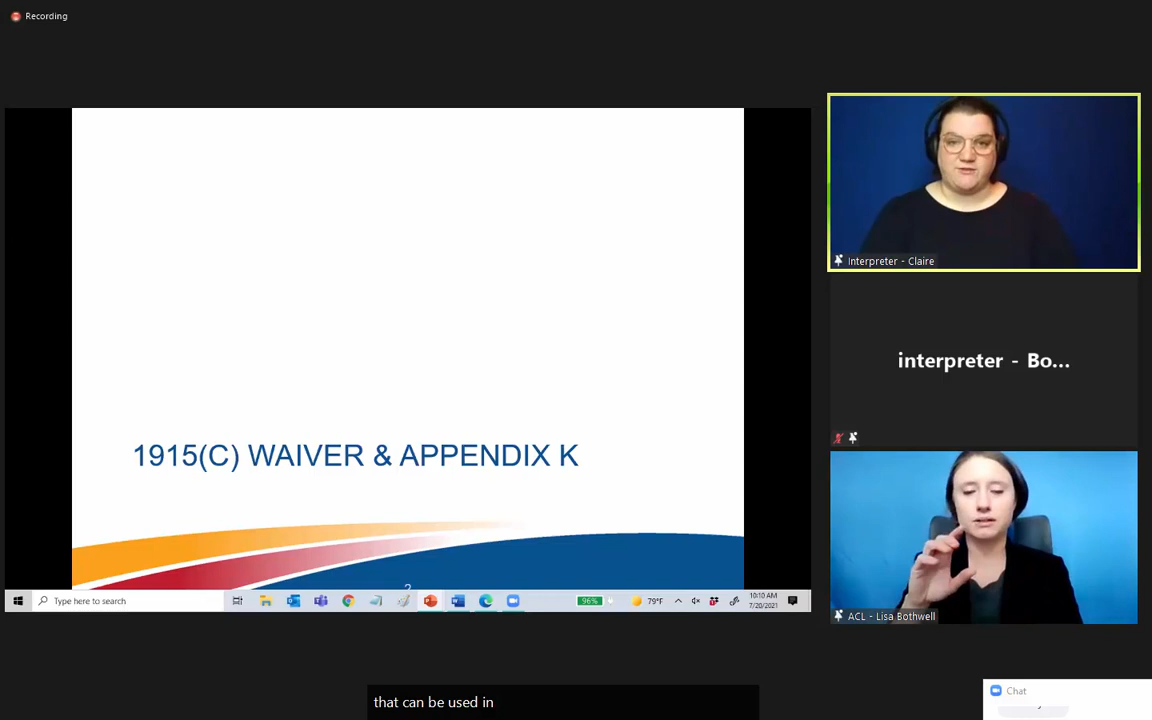 Recording
1915(C) WAIVER & APPENDIX K
2
Type here to search
96%
79°F
10:10 AM
7/20/2021
Interpreter - Claire
interpreter - Bo...
ACL - Lisa Bothwell
that can be used in
Chat